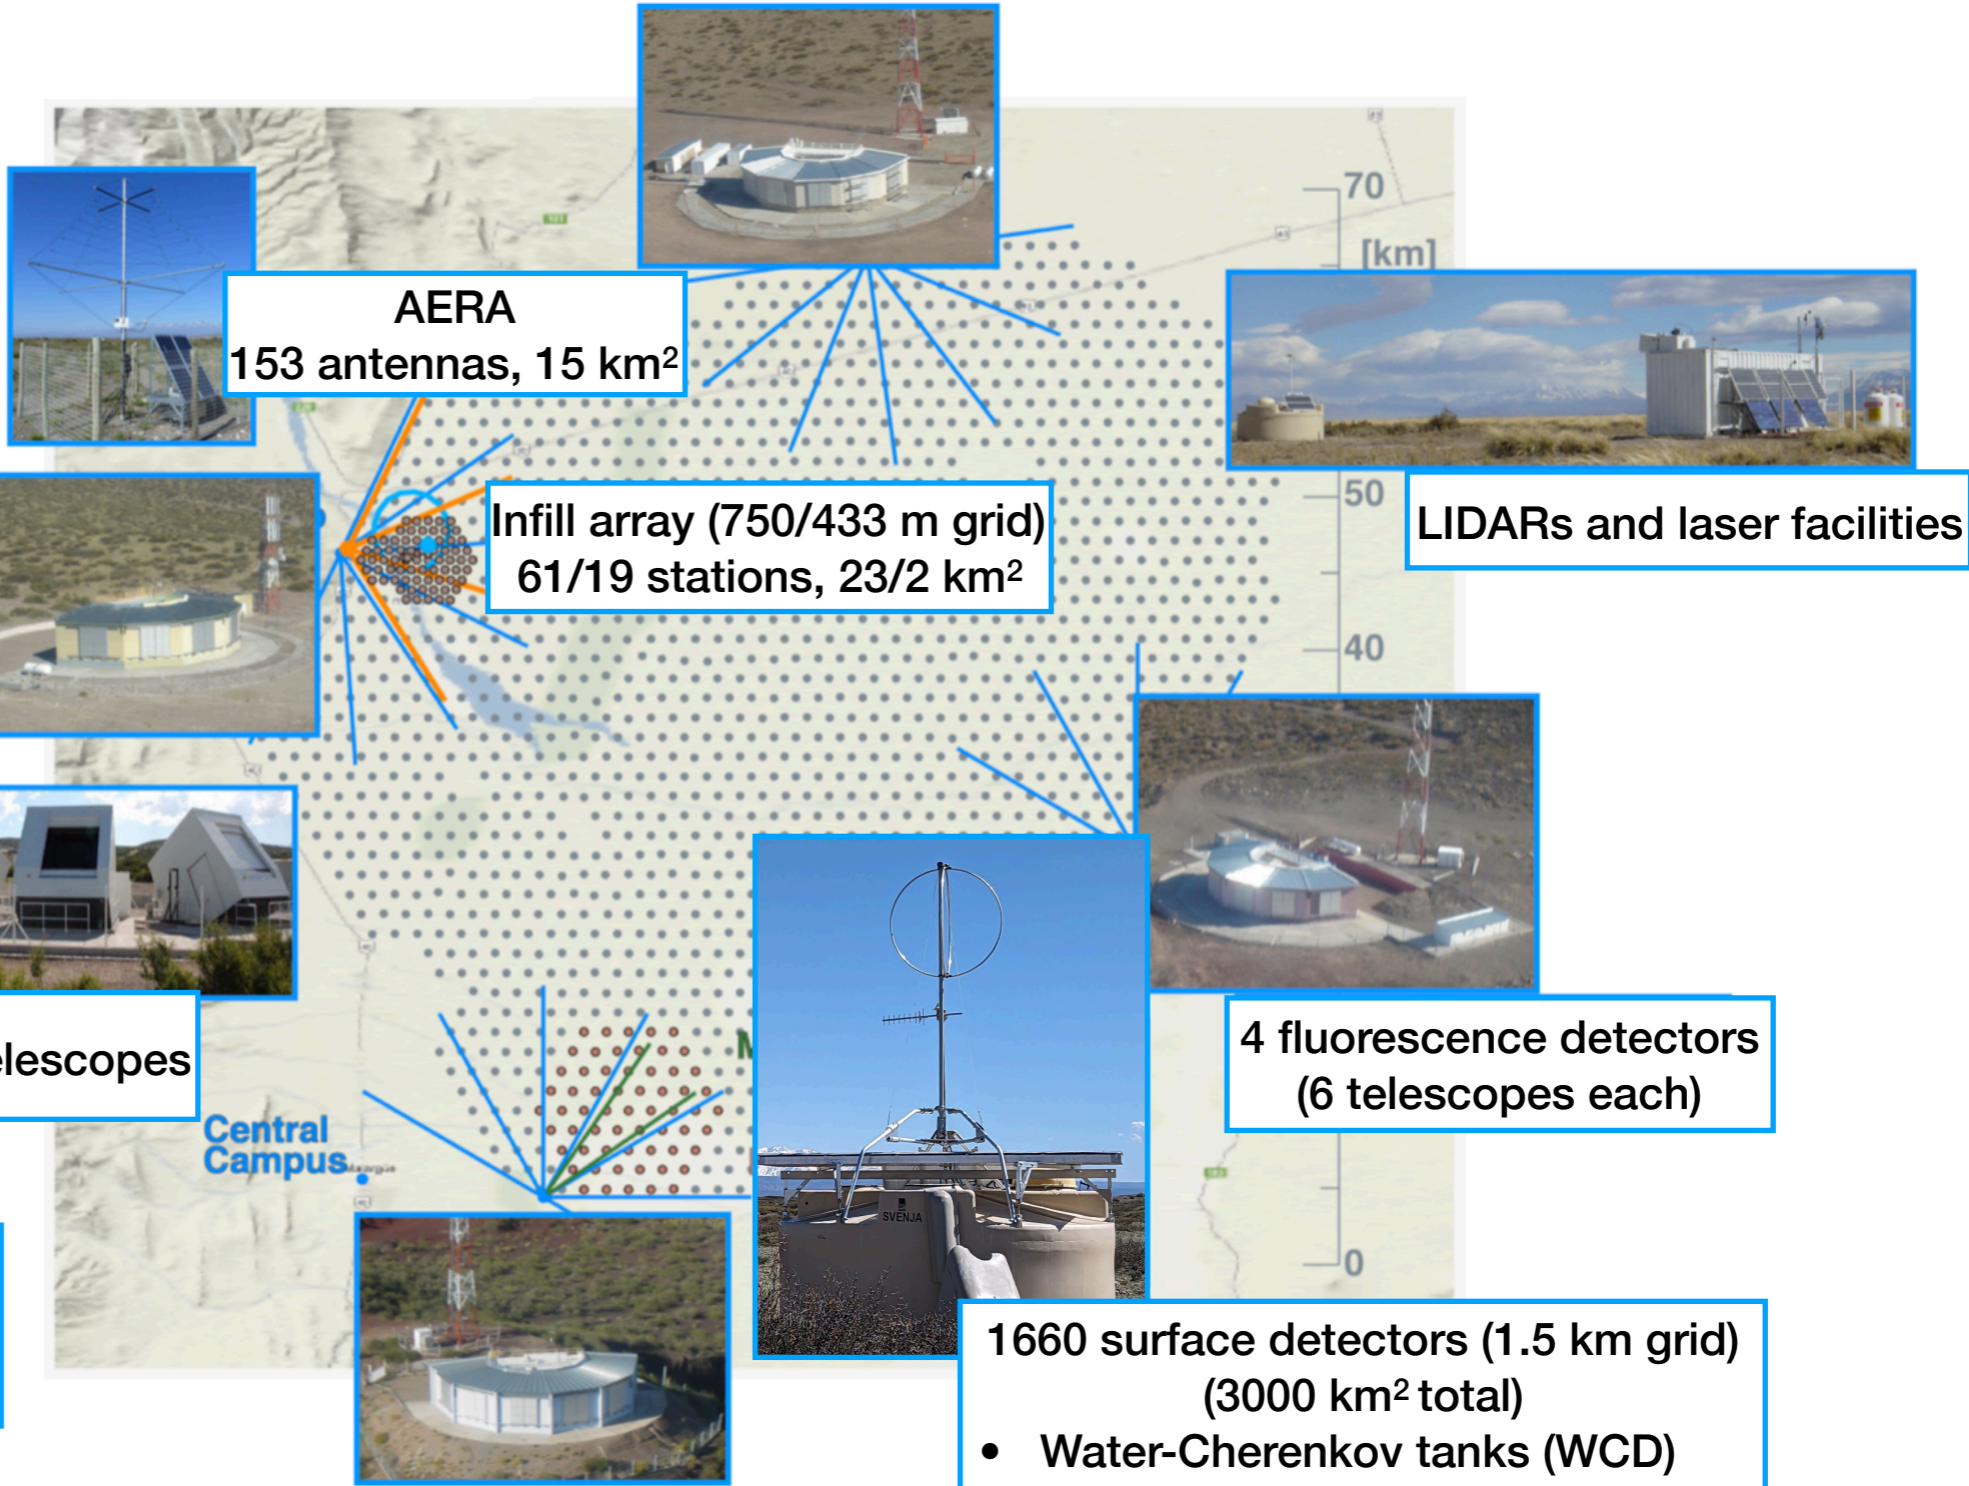 70
[km]
AERA
153 antennas, 15 km²
50
Infill array (750/433 m grid)
61/19 stations, 23/2 km²
LIDARs and laser facilities
40
elescopes
4 fluorescence detectors
(6 telescopes each)
M
Central
Campus
SVENJA
0
1660 surface detectors (1.5 km grid)
(3000 km² total)
• Water-Cherenkov tanks (WCD)